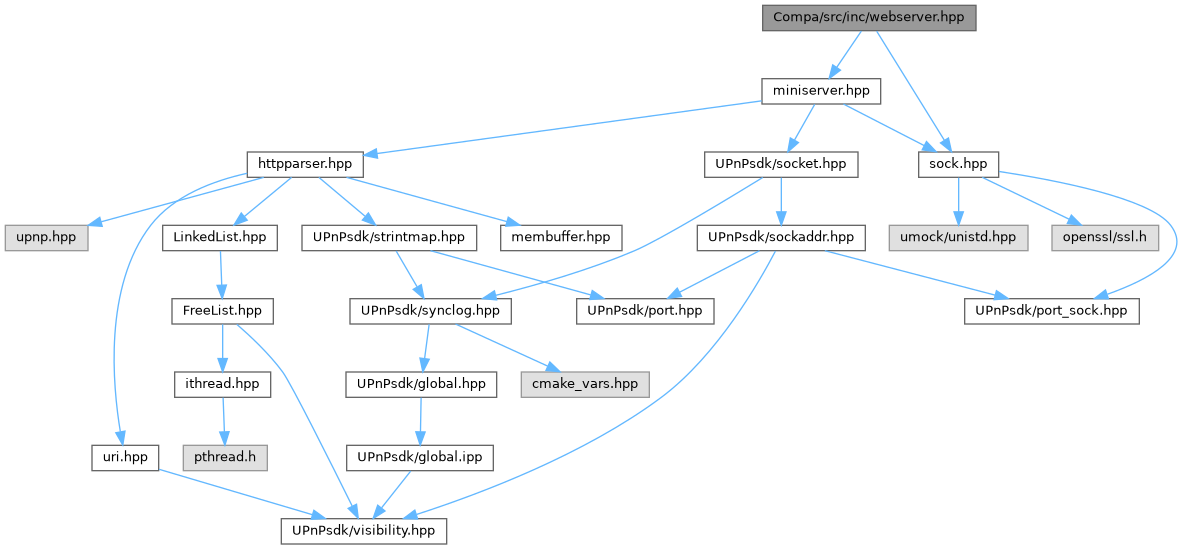 Compa/src/inc/webserver.hpp
miniserver.hpp
httpparser.hpp
UPnPsdk/socket.hpp
sock.hpp
upnp.hpp
LinkedList.hpp
UPnPsdk/strintmap.hpp
membuffer.hpp
UPnPsdk/sockaddr.hpp
umock/unistd.hpp
openssl/ssl.h
FreeList.hpp
UPnPsdk/synclog.hpp
UPnPsdk/port.hpp
UPnPsdk/port_sock.hpp
ithread.hpp
UPnPsdk/global.hpp
cmake_vars.hpp
uri.hpp
pthread.h
UPnPsdk/global.ipp
UPnPsdk/visibility.hpp